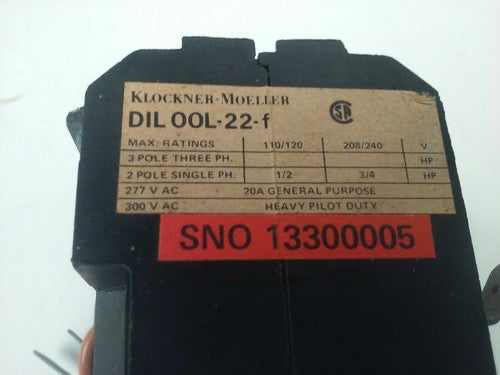 KLOCKNER-MOELLER
DIL OOL-22-f
MAX. RATINGS 110/120 208/240 V
3 POLE THREE PH. HP
2 POLE SINGLE PH. 1/2 3/4 HP
277 V AC 20A GENERAL PURPOSE
300 V AC HEAVY PILOT DUTY
SNO 13300005